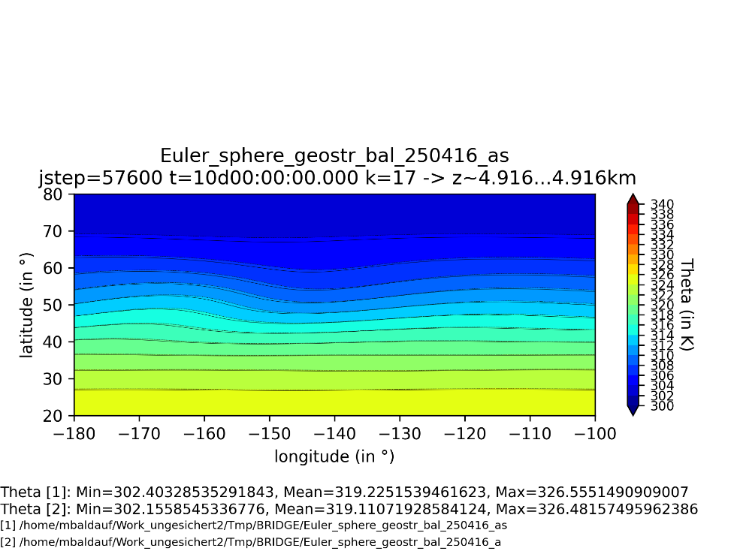 Euler_sphere_geostr_bal_250416_as
jstep=57600 t=10d00:00:00.000 k=17 -> z~4.916...4.916km
80
70
60
50
40
30
20
latitude (in °)
−180 −170 −160 −150 −140 −130 −120 −110 −100
longitude (in °)
340
338
336
334
332
330
328
326
324
322
320
318
316
314
312
310
308
306
304
302
300
Theta (in K)
Theta [1]: Min=302.40328535291843, Mean=319.2251539461623, Max=326.5551490909007
Theta [2]: Min=302.1558545336776, Mean=319.11071928584124, Max=326.48157495962386
[1] /home/mbaldauf/Work_ungesichert2/Tmp/BRIDGE/Euler_sphere_geostr_bal_250416_as
[2] /home/mbaldauf/Work_ungesichert2/Tmp/BRIDGE/Euler_sphere_geostr_bal_250416_a